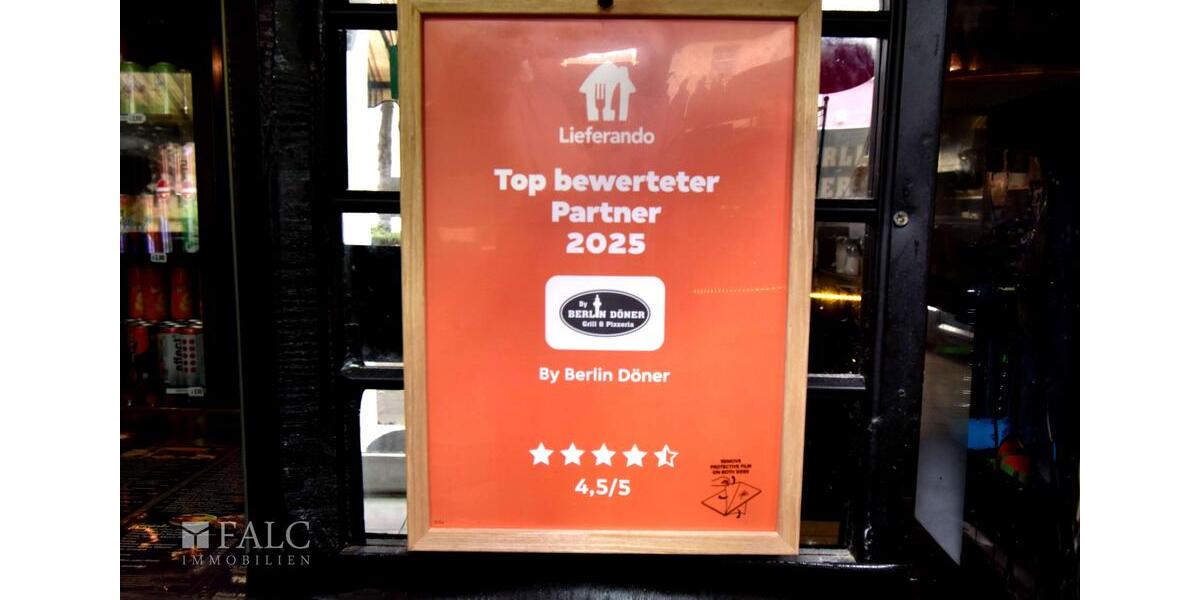 Lieferando
Top bewerteter
Partner
2025
By
BERLIN DÖNER
Grill & Pizzeria
By Berlin Döner
4,5/5
REMOVE
PROTECTIVE FILM
ON BOTH SIDES
effect
FALC
IMMOBILIEN